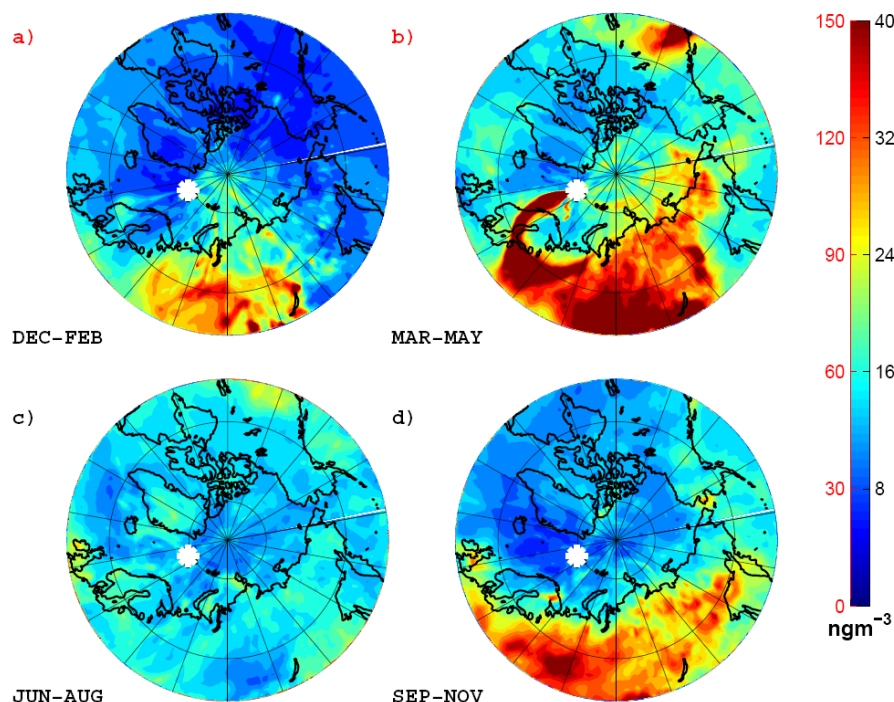 a)
b)
150 40
120 32
90 24
60 16
30 8
0 0
DEC-FEB
MAR-MAY
c)
d)
ngm−3
JUN-AUG
SEP-NOV